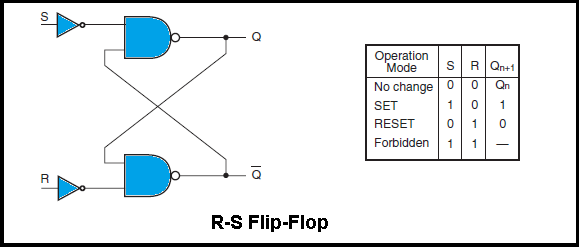 S
Q
R
Q̅
Operation Mode S R Qn+1
No change 0 0 Qn
SET 1 0 1
RESET 0 1 0
Forbidden 1 1 —
R-S Flip-Flop